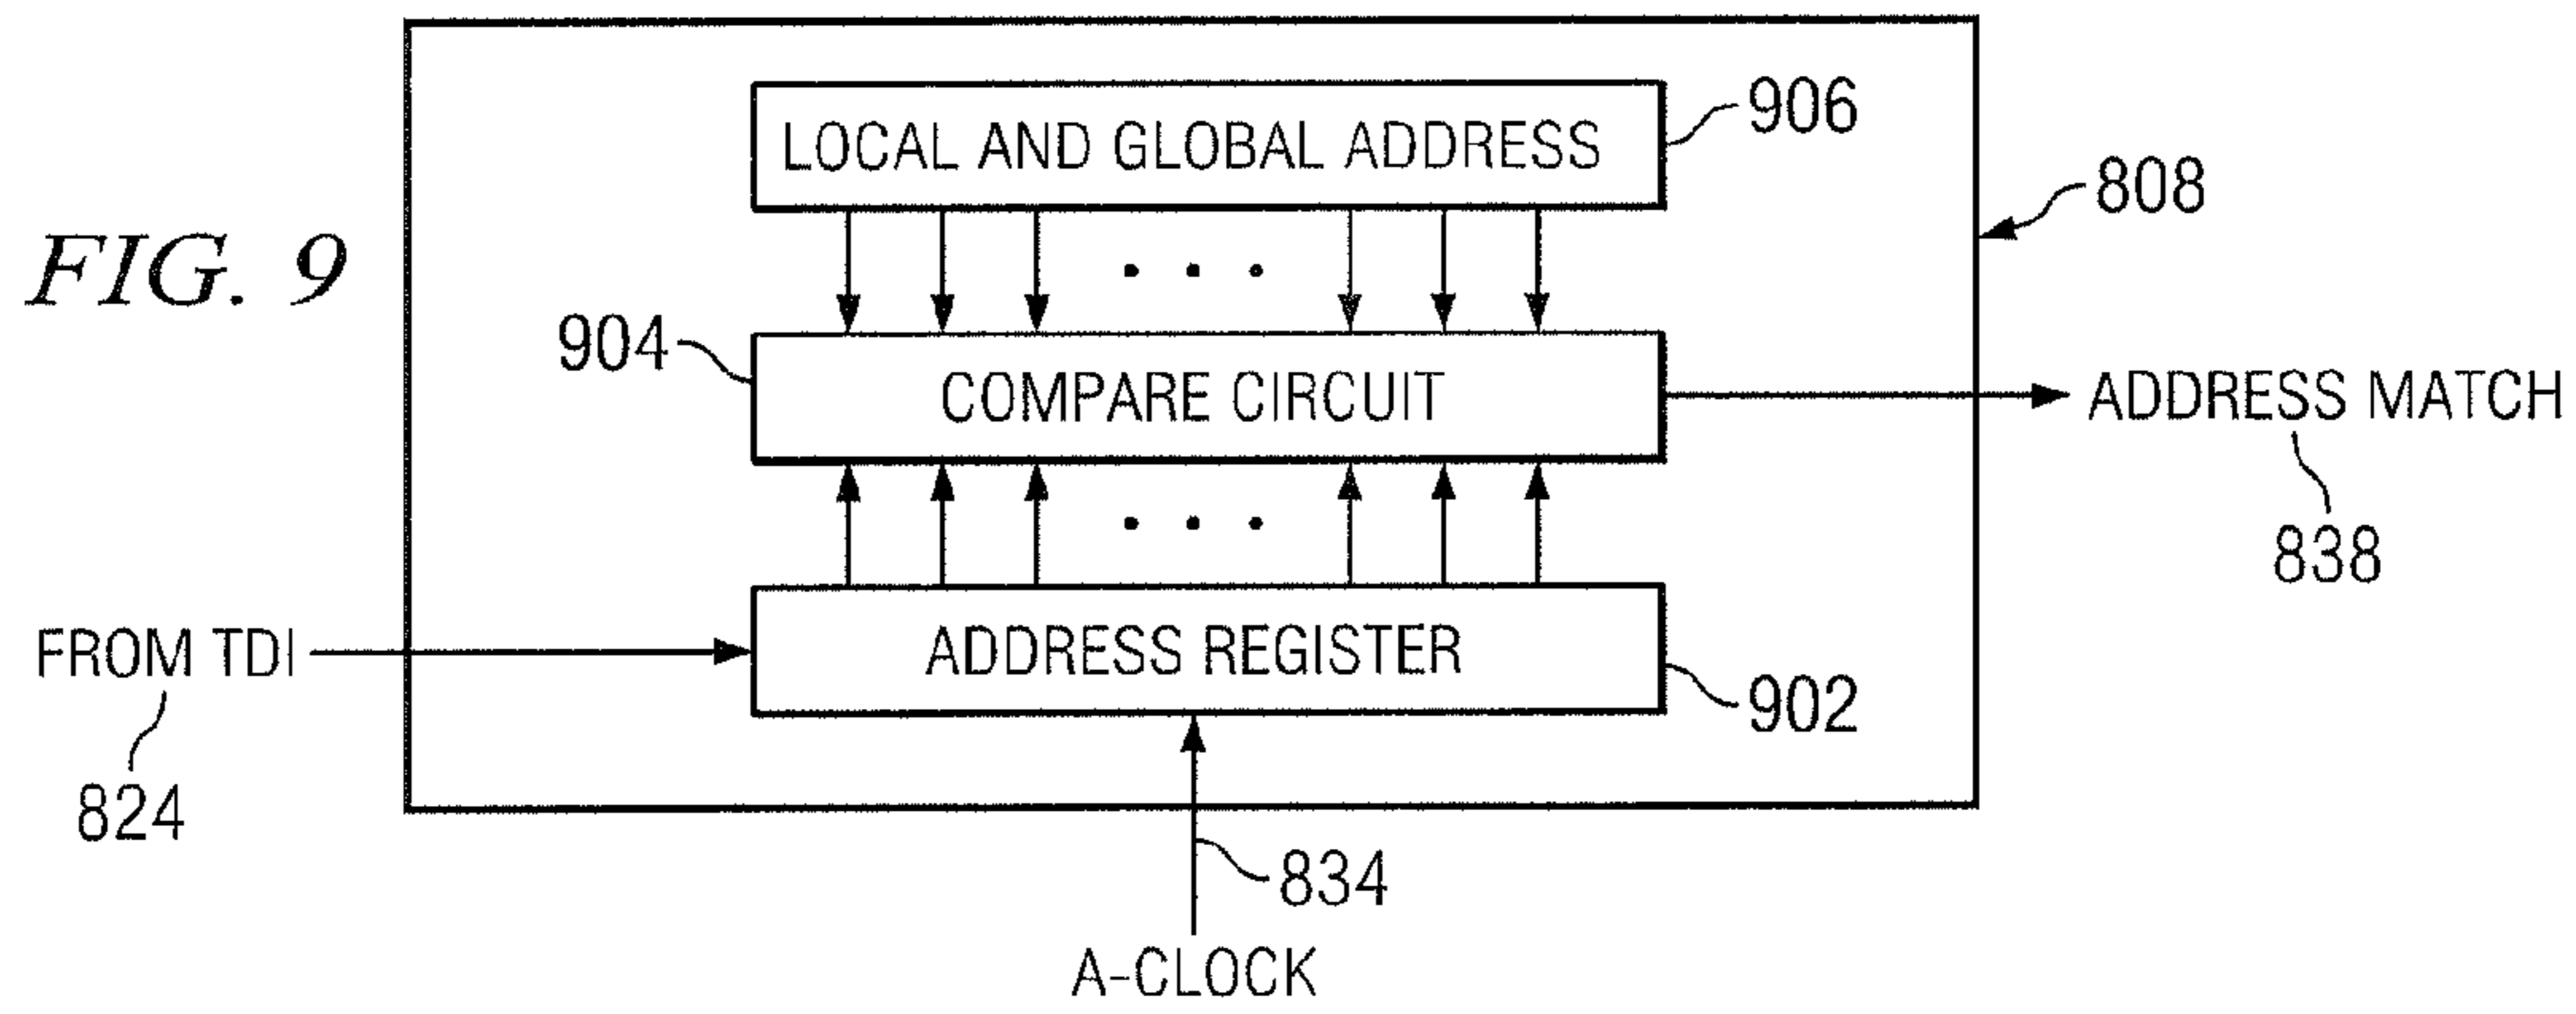 FIG. 9
LOCAL AND GLOBAL ADDRESS
906
808
904
COMPARE CIRCUIT
ADDRESS MATCH
838
FROM TDI
824
ADDRESS REGISTER
902
834
A-CLOCK